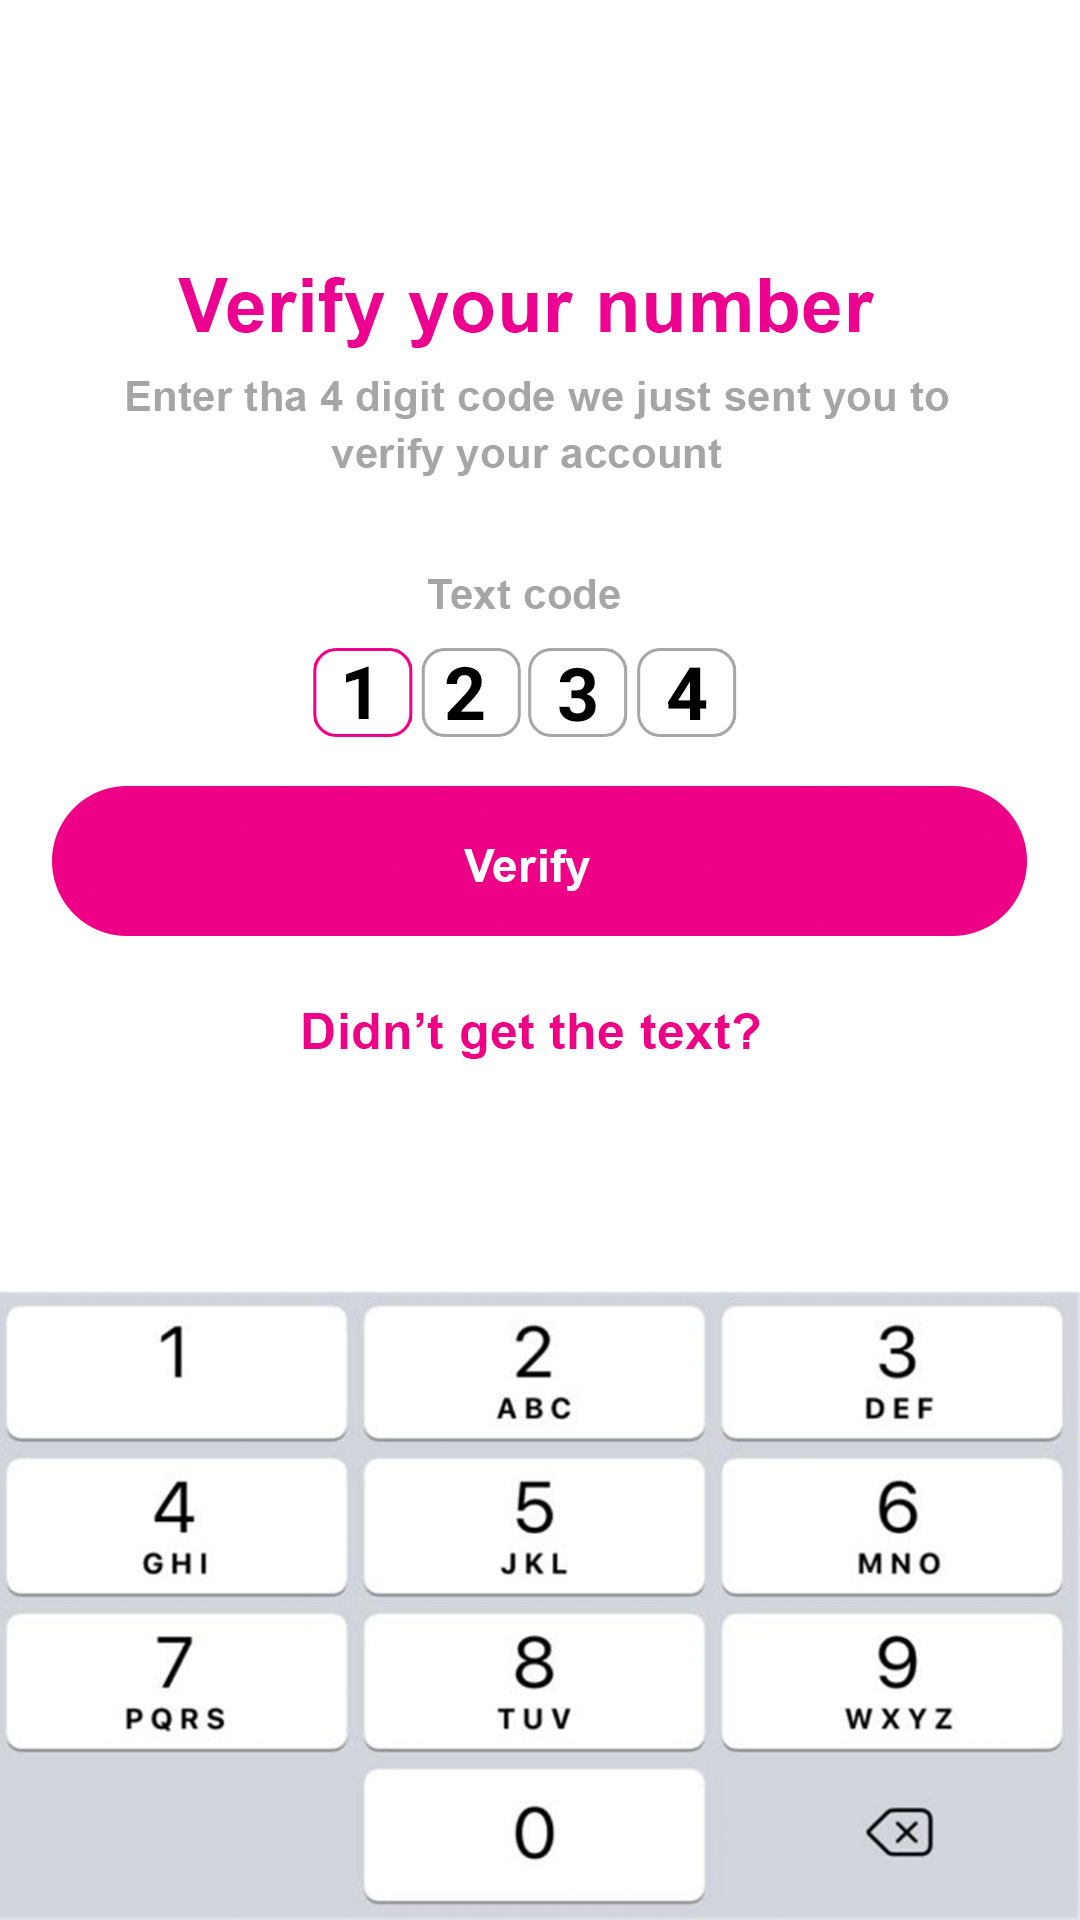 Verify your number
Enter tha 4 digit code we just sent you to
verify your account
Text code
1 2 3 4
Verify
Didn’t get the text?
1 2 3
ABC DEF
4 5 6
GHI JKL MNO
7 8 9
PQRS TUV WXYZ
0